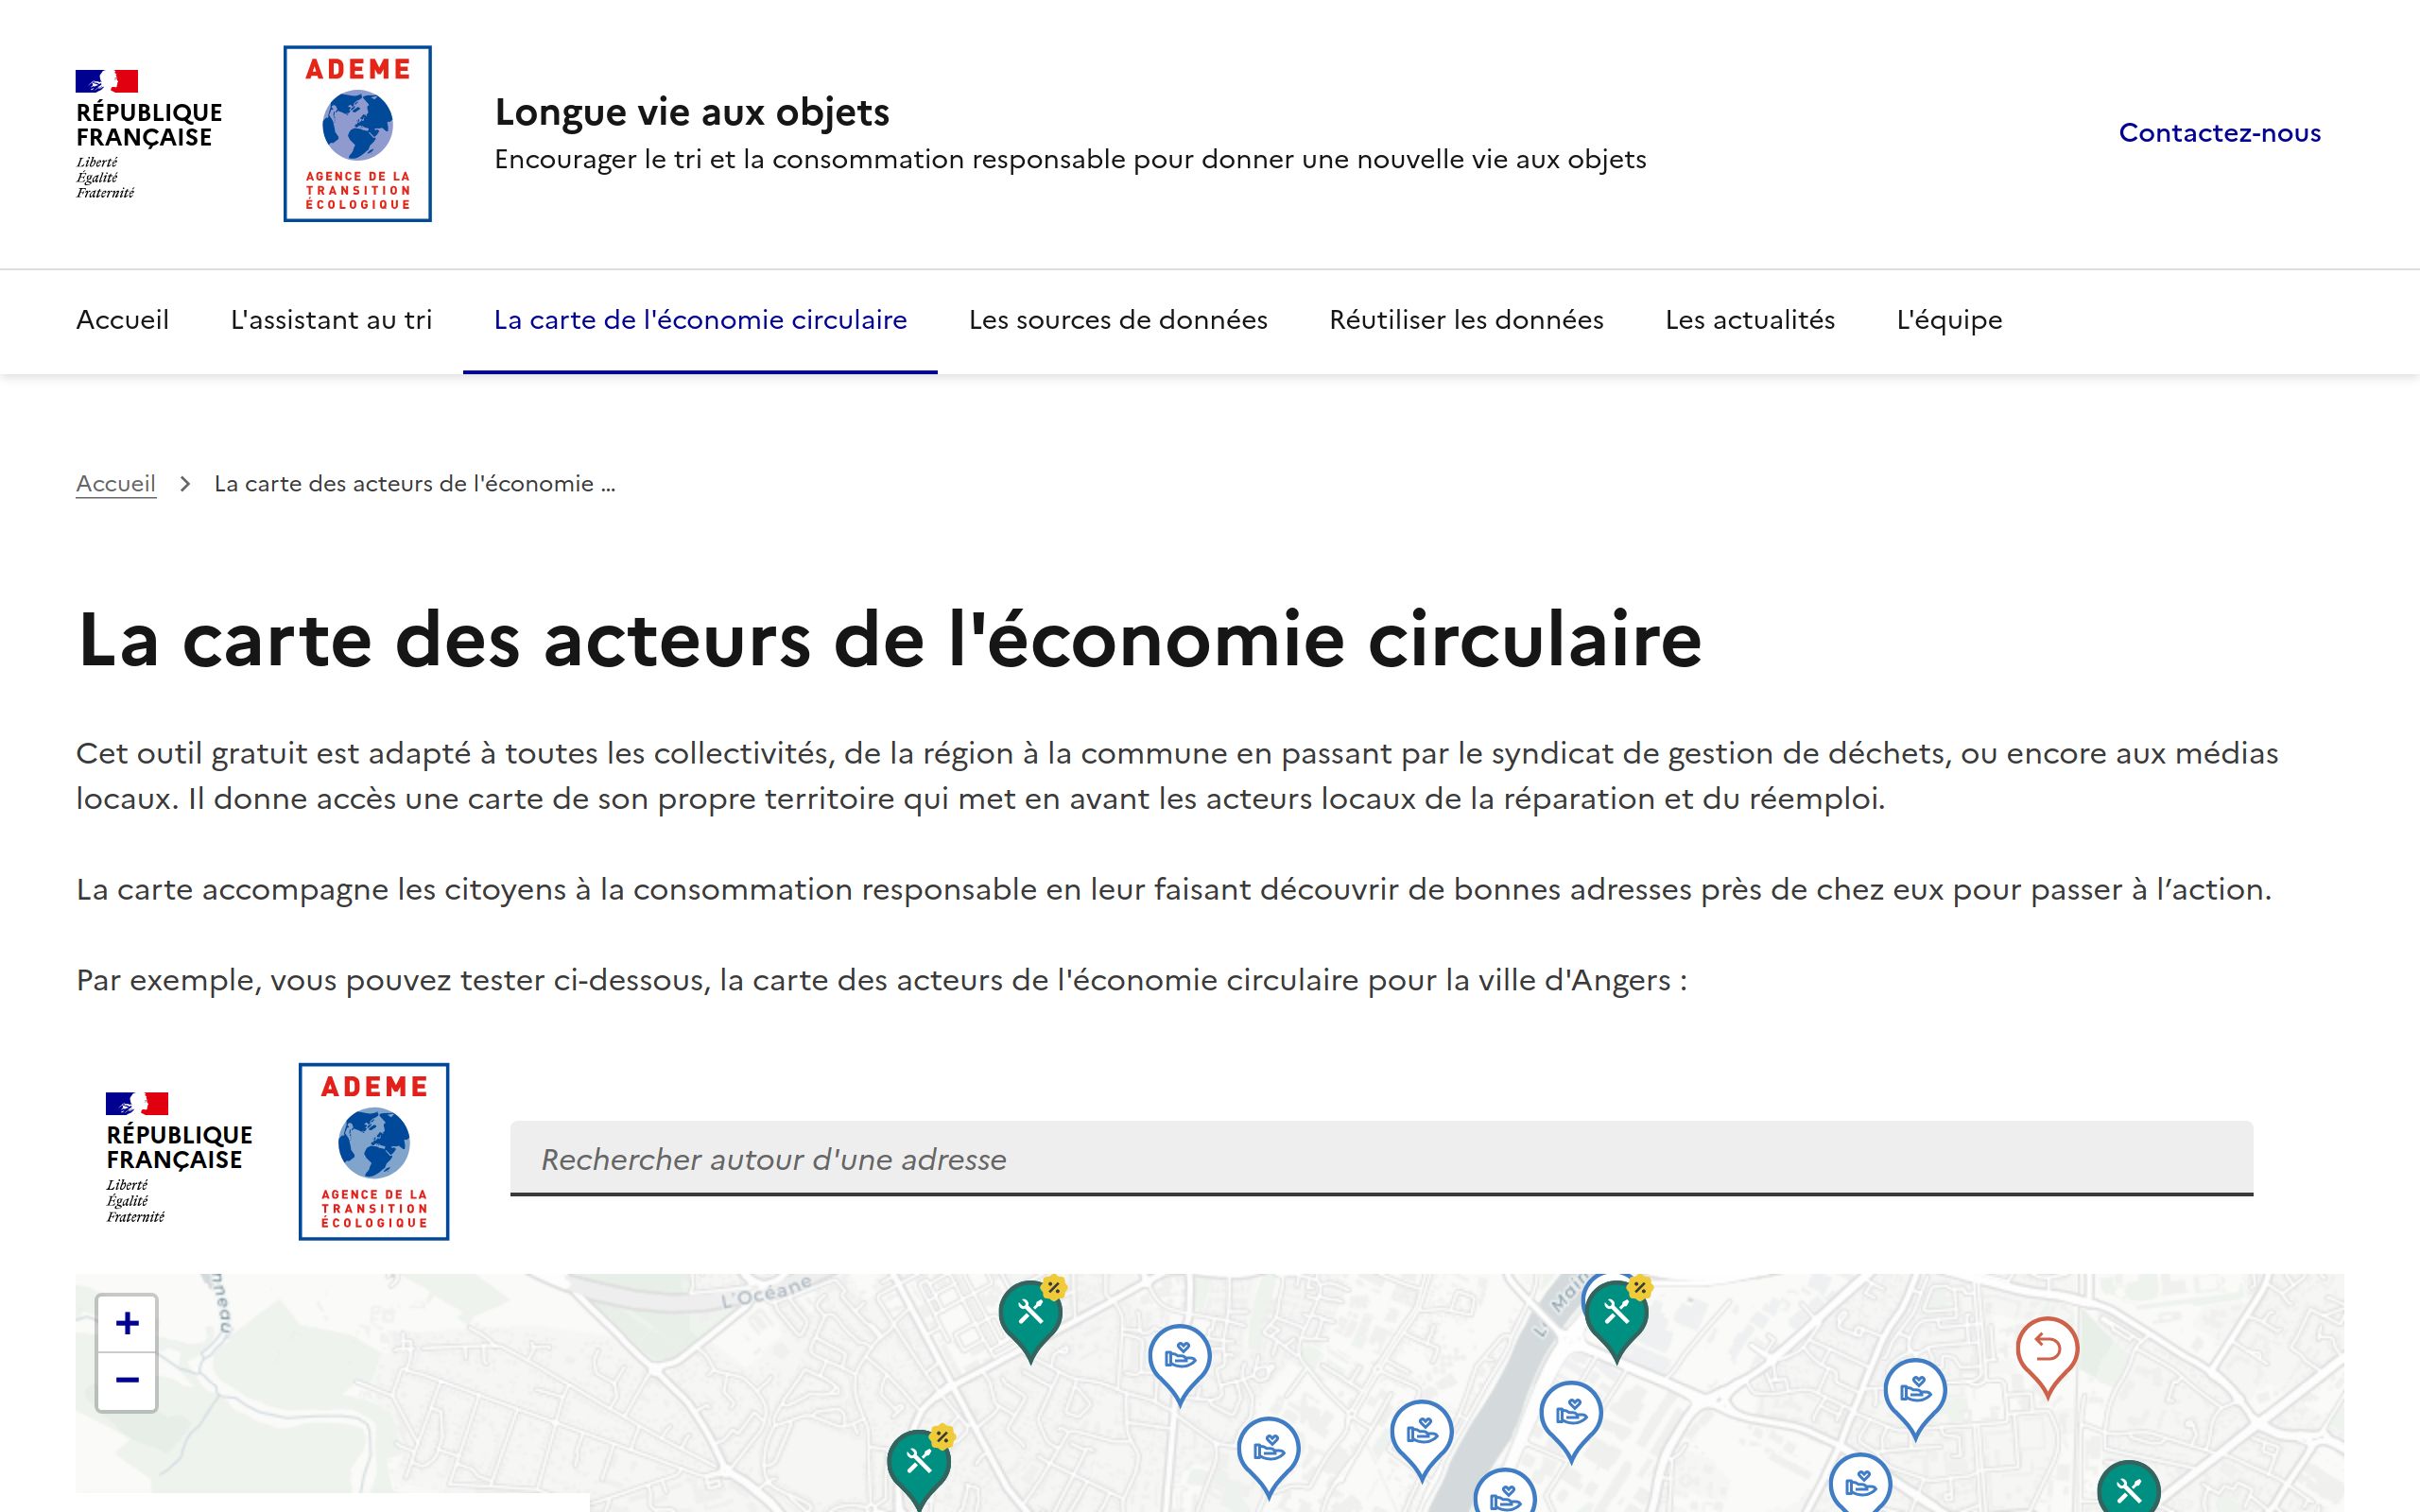 RÉPUBLIQUE
FRANÇAISE
Liberté
Égalité
Fraternité
ADEME
AGENCE DE LA
TRANSITION
ÉCOLOGIQUE
Longue vie aux objets
Encourager le tri et la consommation responsable pour donner une nouvelle vie aux objets
Contactez-nous
Accueil L'assistant au tri La carte de l'économie circulaire Les sources de données Réutiliser les données Les actualités L'équipe
Accueil > La carte des acteurs de l'économie ...
La carte des acteurs de l'économie circulaire
Cet outil gratuit est adapté à toutes les collectivités, de la région à la commune en passant par le syndicat de gestion de déchets, ou encore aux médias
locaux. Il donne accès une carte de son propre territoire qui met en avant les acteurs locaux de la réparation et du réemploi.
La carte accompagne les citoyens à la consommation responsable en leur faisant découvrir de bonnes adresses près de chez eux pour passer à l’action.
Par exemple, vous pouvez tester ci-dessous, la carte des acteurs de l'économie circulaire pour la ville d'Angers :
RÉPUBLIQUE
FRANÇAISE
Liberté
Égalité
Fraternité
ADEME
AGENCE DE LA
TRANSITION
ÉCOLOGIQUE
Rechercher autour d'une adresse
+
−
L'Océane